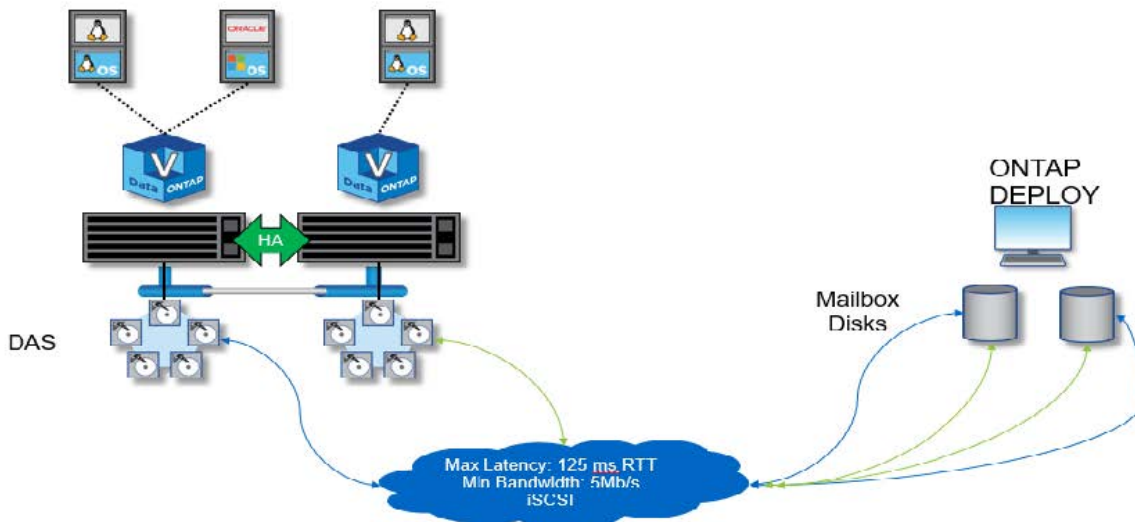 OS
ORACLE
OS
OS
V
Data ONTAP
V
Data ONTAP
HA
DAS
ONTAP
DEPLOY
Mailbox
Disks
Max Latency: 125 ms RTT
Min Bandwidth: 5Mb/s
iSCSI